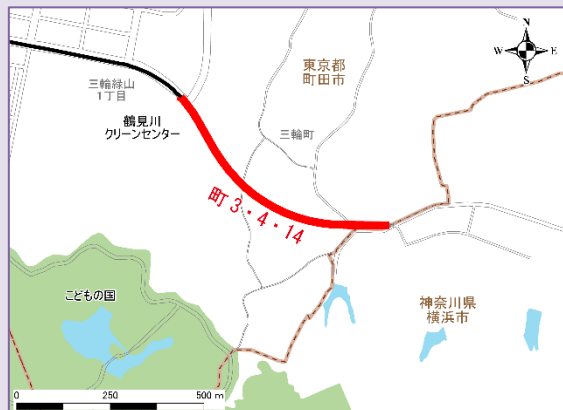 N
W E
S
東京都
町田市
三輪緑山
1丁目
鶴見川
クリーンセンター
三輪町
町3・4・14
こどもの国
神奈川県
横浜市
0 250 500 m